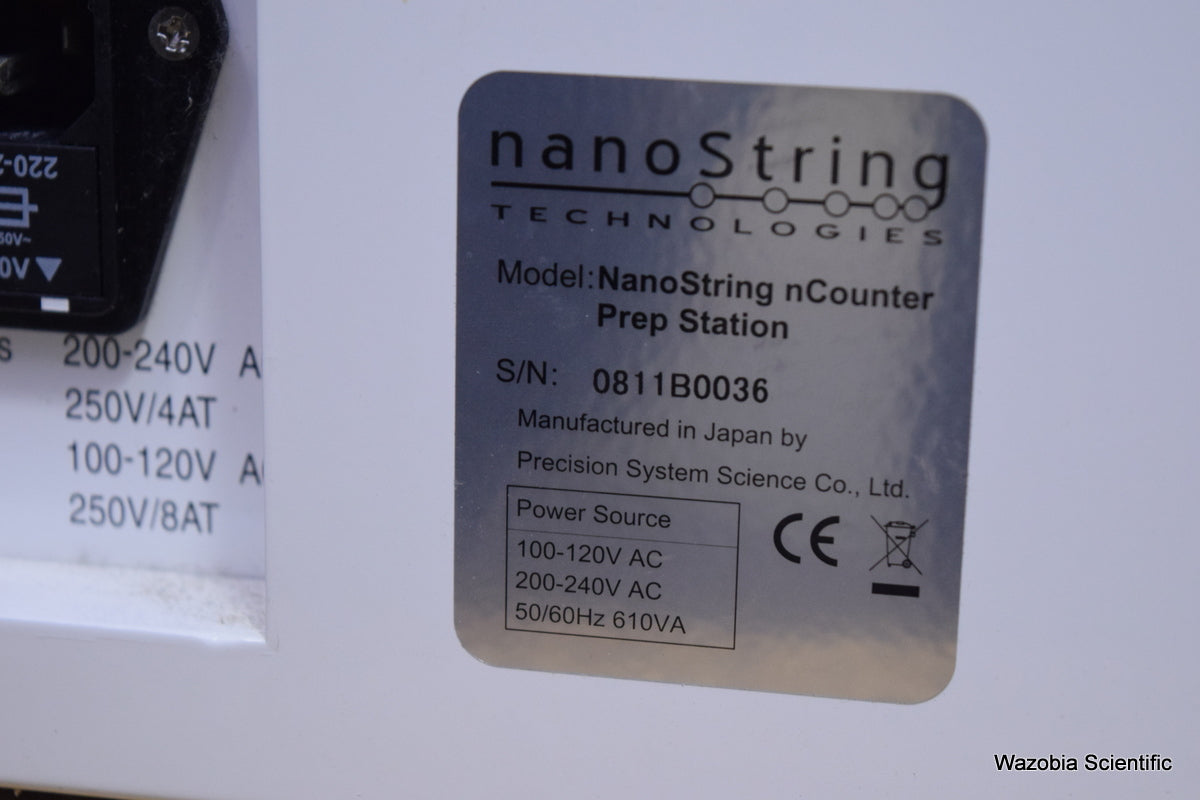 nanoString
TECHNOLOGIES
Model: NanoString nCounter
Prep Station
S/N: 0811B0036
Manufactured in Japan by
Precision System Science Co., Ltd.
Power Source
100-120V AC
200-240V AC
50/60Hz 610VA
CE
200-240V A
250V/4AT
100-120V A
250V/8AT
Wazobia Scientific